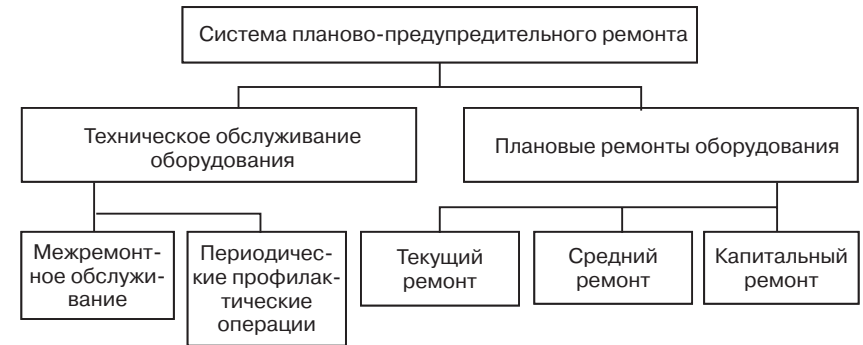 Система планово-предупредительного ремонта
Техническое обслуживание
оборудования
Плановые ремонты оборудования
Межремонт-
ное обслужи-
вание
Периодичес-
кие профилак-
тические
операции
Текущий
ремонт
Средний
ремонт
Капитальный
ремонт